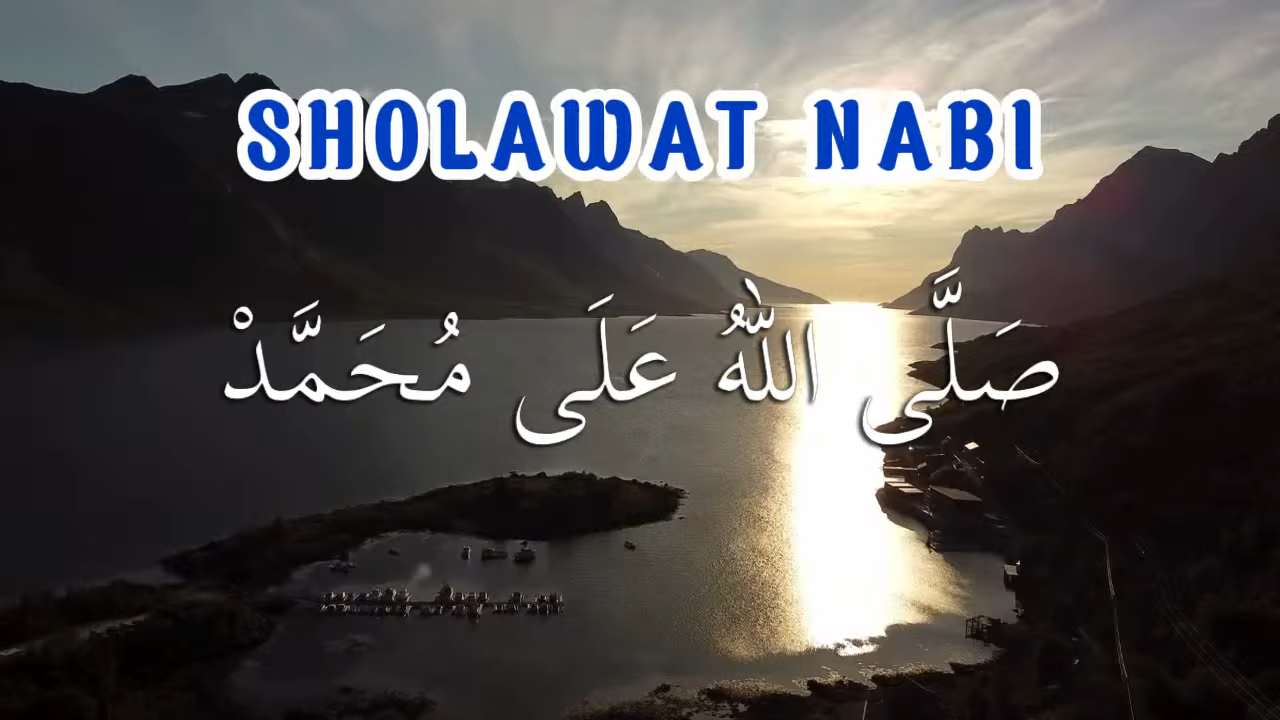 SHOLAWAT NABI
صَلَّى اللّٰهُ عَلَى مُحَمَّدْ